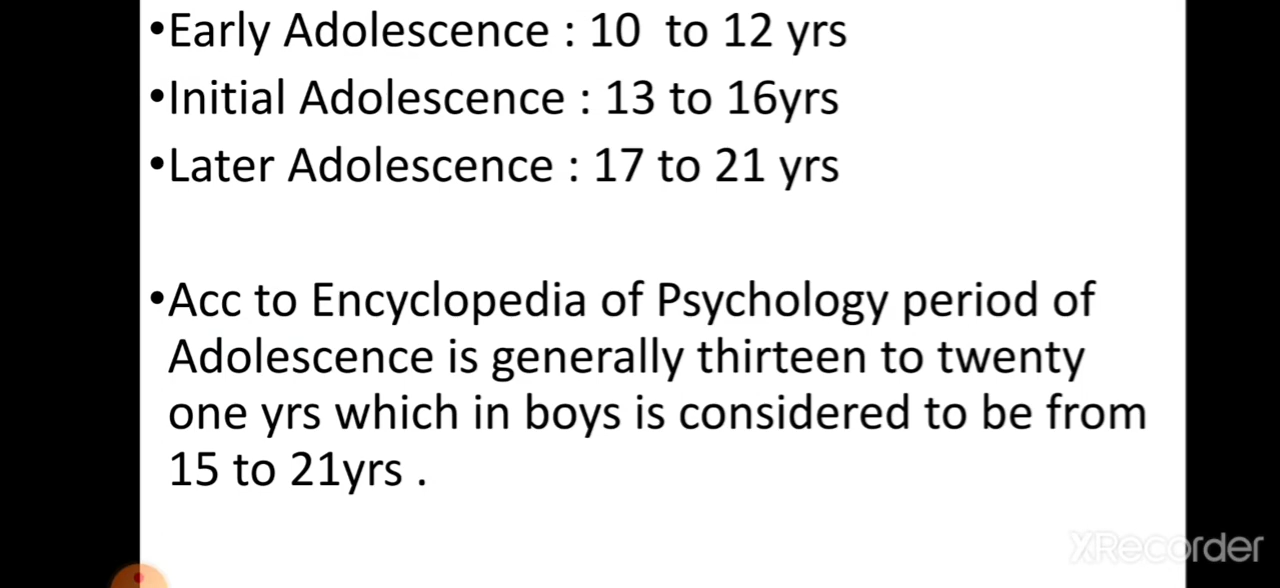 •Early Adolescence : 10  to 12 yrs
•Initial Adolescence : 13 to 16yrs
•Later Adolescence : 17 to 21 yrs
•Acc to Encyclopedia of Psychology period of
Adolescence is generally thirteen to twenty
one yrs which in boys is considered to be from
15 to 21yrs .
XRecorder